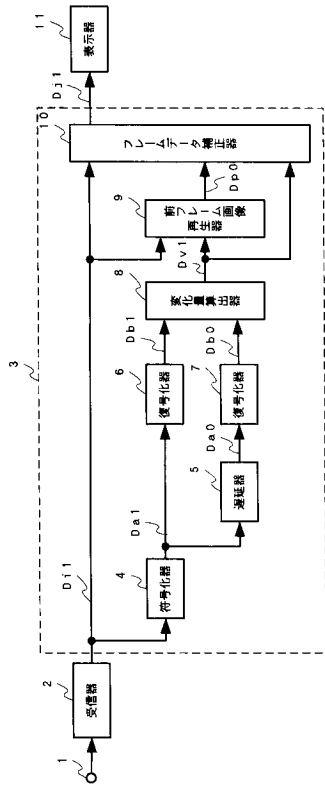 1
2
受信器
3
Di1
4
符号化器
Da1
5
遅延器
Da0
6
復号化器
7
復号化器
Db1
Db0
8
変化量算出器
Dv1
9
前フレーム画像
再生器
Dp0
10
フレームデータ補正器
Dj1
11
表示器